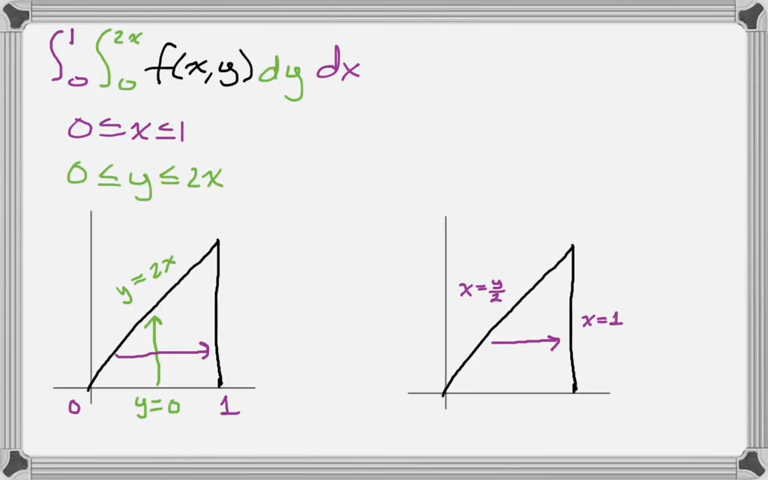 ∫₀¹ ∫₀²ˣ f(x,y) dy dx
0 ≤ x ≤ 1
0 ≤ y ≤ 2x
y = 2x
0
y = 0
1
x = y/2
x = 1